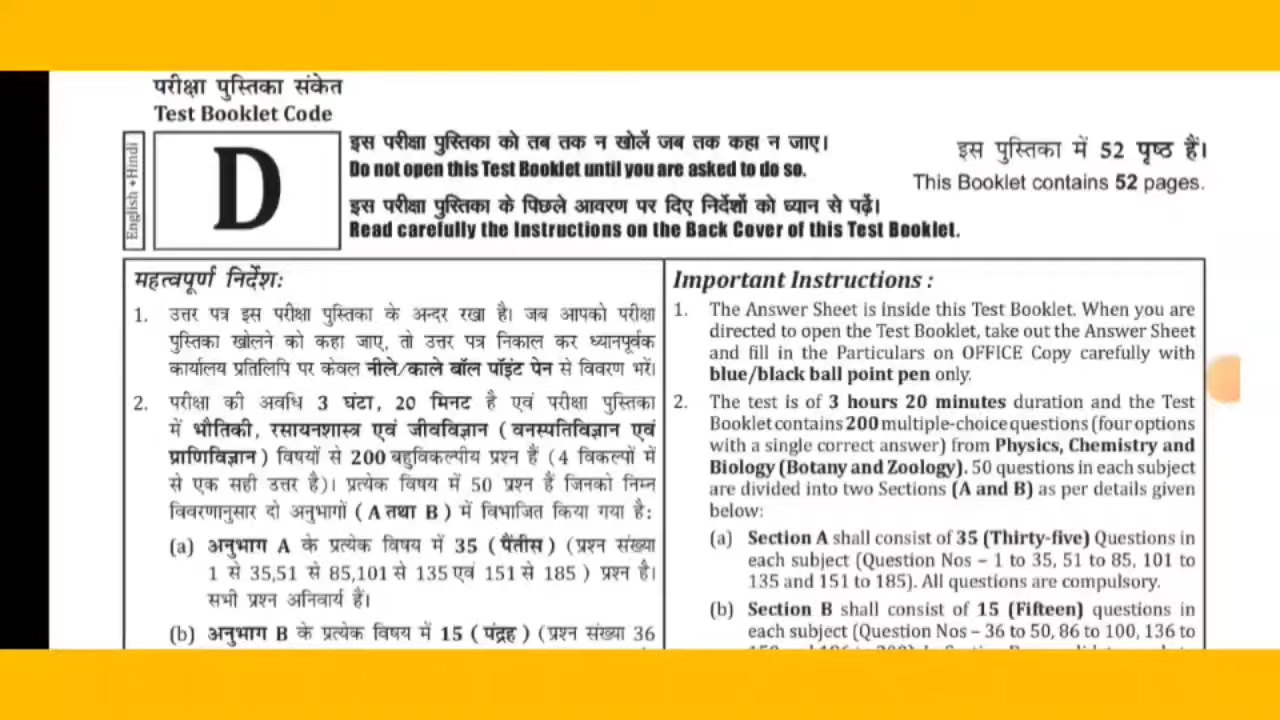 परीक्षा पुस्तिका संकेत
Test Booklet Code
English +Hindi
D
इस परीक्षा पुस्तिका को तब तक न खोलें जब तक कहा न जाए।
Do not open this Test Booklet until you are asked to do so.
इस परीक्षा पुस्तिका के पिछले आवरण पर दिए निर्देशों को ध्यान से पढ़ें।
Read carefully the Instructions on the Back Cover of this Test Booklet.
इस पुस्तिका में 52 पृष्ठ हैं।
This Booklet contains 52 pages.
महत्वपूर्ण निर्देश:
1. उत्तर पत्र इस परीक्षा पुस्तिका के अन्दर रखा है। जब आपको परीक्षा
पुस्तिका खोलने को कहा जाए, तो उत्तर पत्र निकाल कर ध्यानपूर्वक
कार्यालय प्रतिलिपि पर केवल नीले/काले बॉल पॉइंट पेन से विवरण भरें।
2. परीक्षा की अवधि 3 घंटा, 20 मिनट है एवं परीक्षा पुस्तिका
में भौतिकी, रसायनशास्त्र एवं जीवविज्ञान (वनस्पतिविज्ञान एवं
प्राणिविज्ञान) विषयों से 200 बहुविकल्पीय प्रश्न हैं (4 विकल्पों में
से एक सही उत्तर है)। प्रत्येक विषय में 50 प्रश्न हैं जिनको निम्न
विवरणानुसार दो अनुभागों (A तथा B) में विभाजित किया गया है:
(a) अनुभाग A के प्रत्येक विषय में 35 (पैंतीस) (प्रश्न संख्या
1 से 35,51 से 85,101 से 135 एवं 151 से 185 ) प्रश्न है।
सभी प्रश्न अनिवार्य हैं।
(b) अनुभाग B के प्रत्येक विषय में 15 (पंद्रह) (प्रश्न संख्या 36
Important Instructions :
1. The Answer Sheet is inside this Test Booklet. When you are
directed to open the Test Booklet, take out the Answer Sheet
and fill in the Particulars on OFFICE Copy carefully with
blue/black ball point pen only.
2. The test is of 3 hours 20 minutes duration and the Test
Booklet contains 200 multiple-choice questions (four options
with a single correct answer) from Physics, Chemistry and
Biology (Botany and Zoology). 50 questions in each subject
are divided into two Sections (A and B) as per details given
below:
(a) Section A shall consist of 35 (Thirty-five) Questions in
each subject (Question Nos – 1 to 35, 51 to 85, 101 to
135 and 151 to 185). All questions are compulsory.
(b) Section B shall consist of 15 (Fifteen) questions in
each subject (Question Nos – 36 to 50, 86 to 100, 136 to